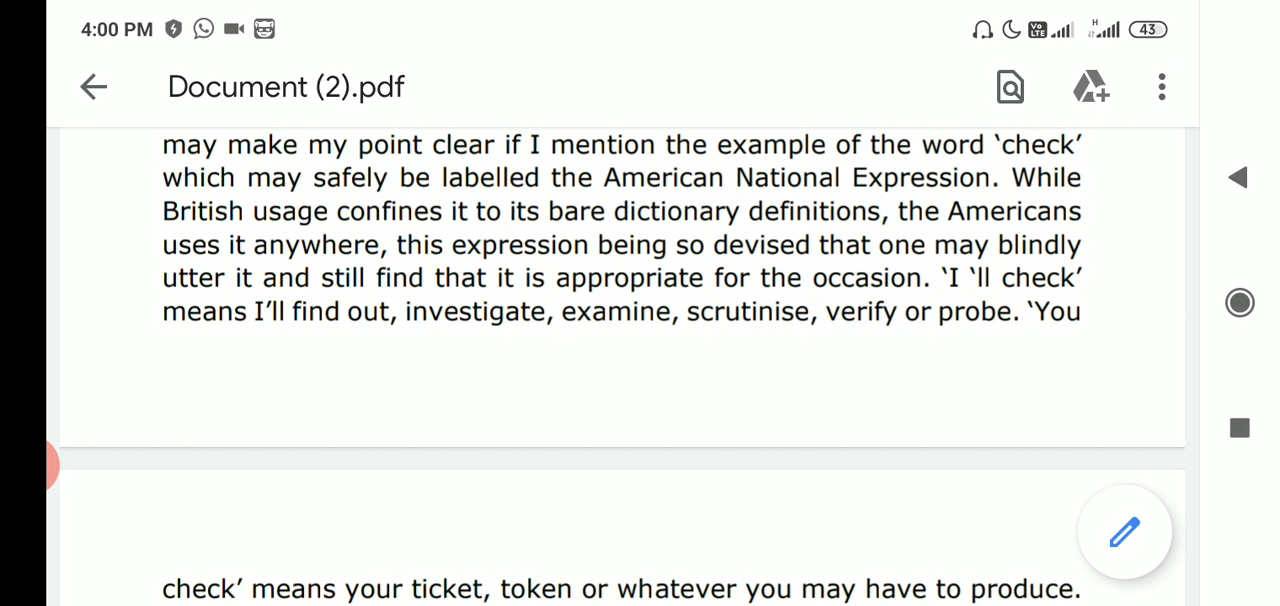 4:00 PM
Vo LTE
H
43
Document (2).pdf
may make my point clear if I mention the example of the word ‘check’
which may safely be labelled the American National Expression. While
British usage confines it to its bare dictionary definitions, the Americans
uses it anywhere, this expression being so devised that one may blindly
utter it and still find that it is appropriate for the occasion. ‘I ‘ll check’
means I’ll find out, investigate, examine, scrutinise, verify or probe. ‘You
check’ means your ticket, token or whatever you may have to produce.